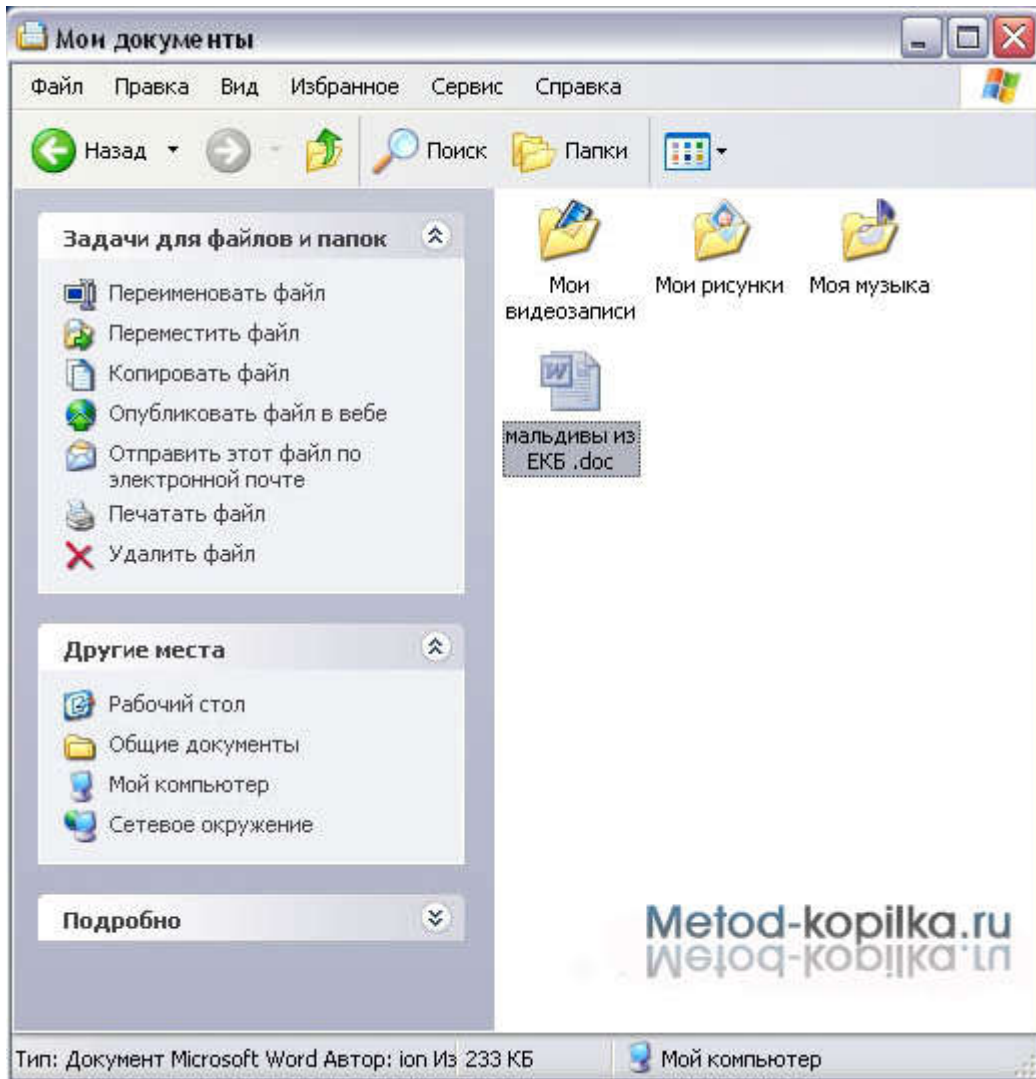 Мои документы
Файл Правка Вид Избранное Сервис Справка
Назад Поиск Папки
Задачи для файлов и папок
Переименовать файл
Переместить файл
Копировать файл
Опубликовать файл в вебе
Отправить этот файл по
электронной почте
Печатать файл
Удалить файл
Другие места
Рабочий стол
Общие документы
Мой компьютер
Сетевое окружение
Подробно
Мои
видеозаписи
Мои рисунки
Моя музыка
мальдивы из
ЕКБ .doc
Metod-kopilka.ru
Тип: Документ Microsoft Word Автор: ion Из 233 КБ Мой компьютер